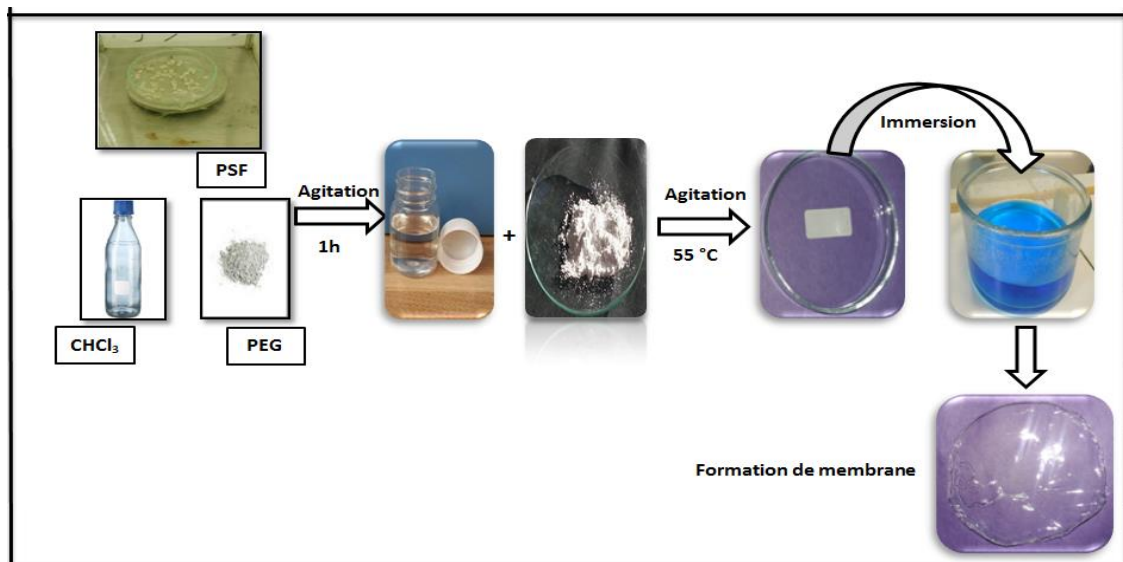 PSF
CHCl₃
PEG
Agitation
1h
+
Agitation
55 °C
Immersion
Formation de membrane